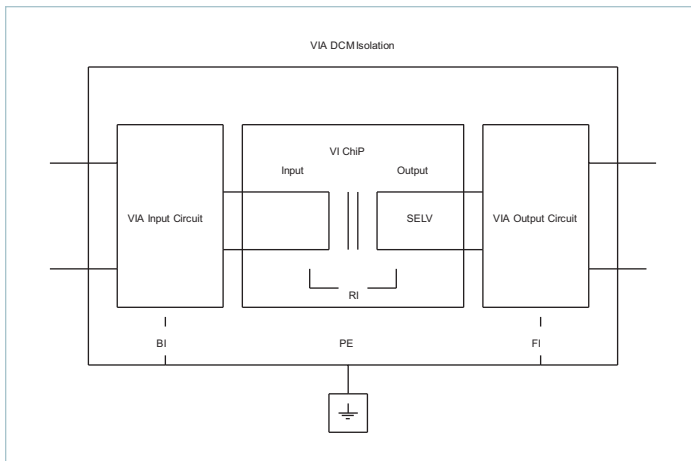 VIA DCM Isolation
VI ChiP
Input Output
VIA Input Circuit
SELV
VIA Output Circuit
RI
BI
PE
FI